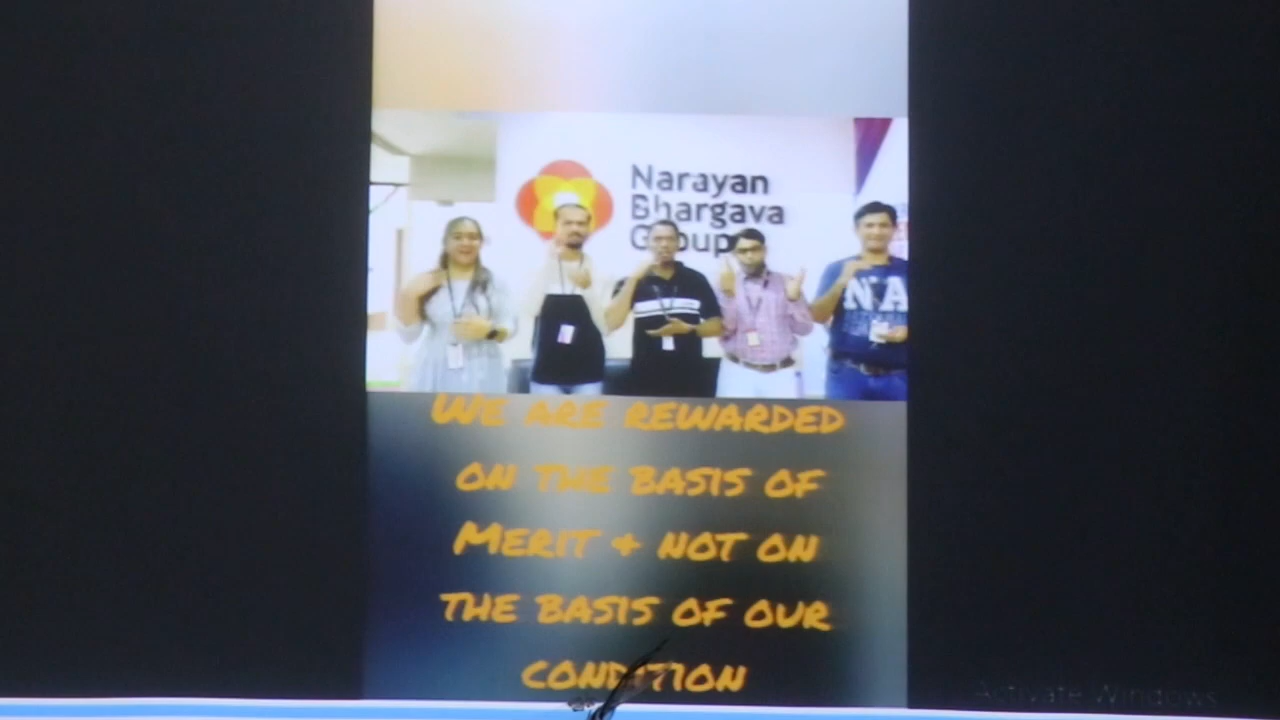 Narayan
Bhargava
Group
NA
WE ARE REWARDED
ON THE BASIS OF
MERIT & NOT ON
THE BASIS OF OUR
CONDITION
Activate Windows